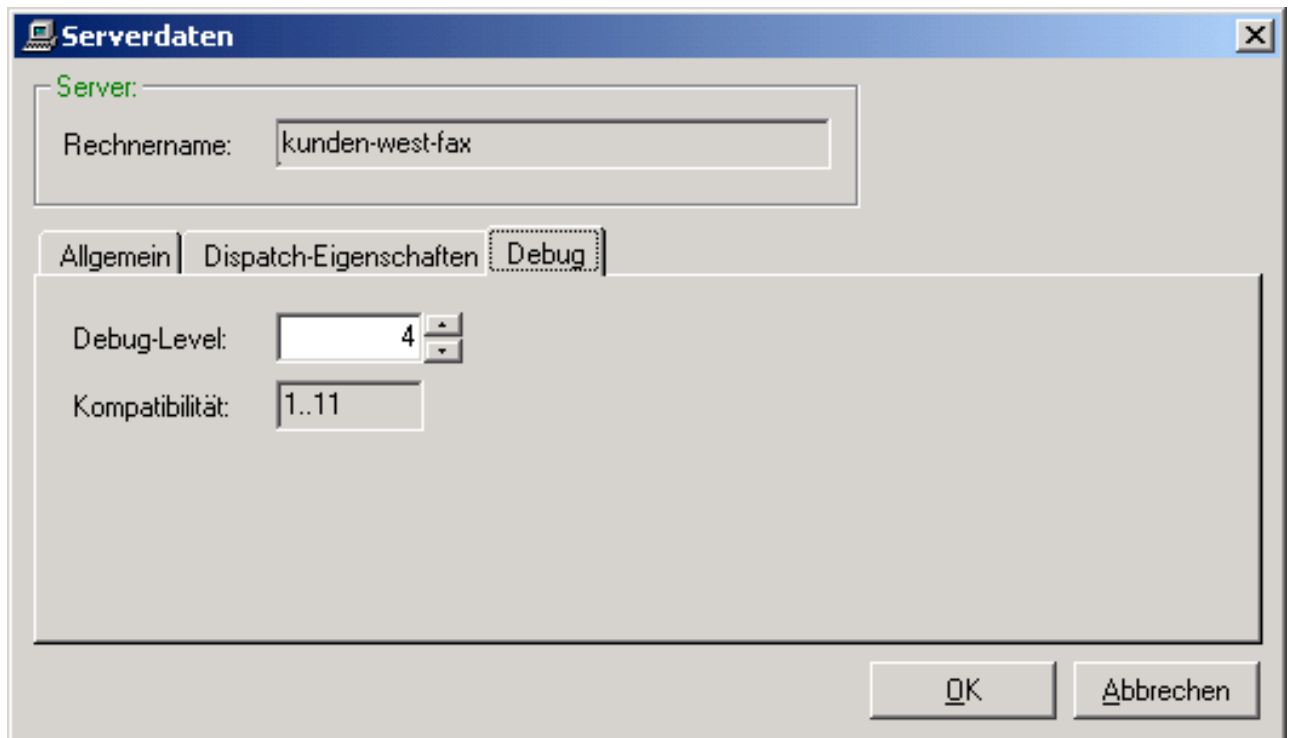 Serverdaten
Server:
Rechnername: kunden-west-fax
Allgemein Dispatch-Eigenschaften Debug
Debug-Level: 4
Kompatibilität: 1..11
OK Abbrechen